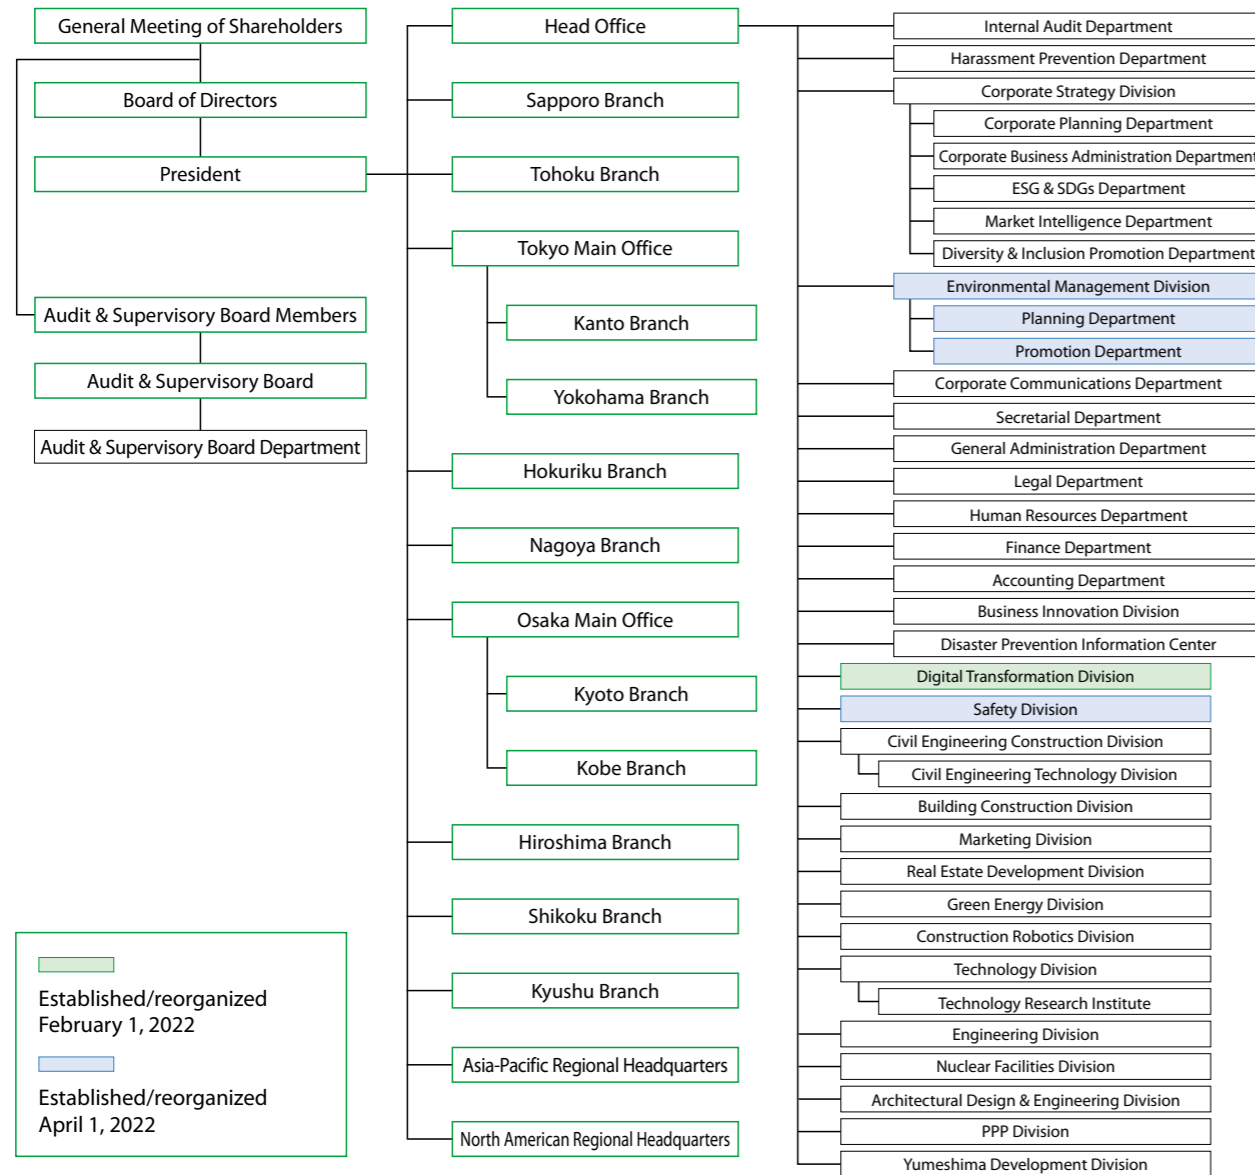 General Meeting of Shareholders
Board of Directors
President
Audit & Supervisory Board Members
Audit & Supervisory Board
Audit & Supervisory Board Department
Established/reorganized
February 1, 2022
Established/reorganized
April 1, 2022
Head Office
Sapporo Branch
Tohoku Branch
Tokyo Main Office
Kanto Branch
Yokohama Branch
Hokuriku Branch
Nagoya Branch
Osaka Main Office
Kyoto Branch
Kobe Branch
Hiroshima Branch
Shikoku Branch
Kyushu Branch
Asia-Pacific Regional Headquarters
North American Regional Headquarters
Internal Audit Department
Harassment Prevention Department
Corporate Strategy Division
Corporate Planning Department
Corporate Business Administration Department
ESG & SDGs Department
Market Intelligence Department
Diversity & Inclusion Promotion Department
Environmental Management Division
Planning Department
Promotion Department
Corporate Communications Department
Secretarial Department
General Administration Department
Legal Department
Human Resources Department
Finance Department
Accounting Department
Business Innovation Division
Disaster Prevention Information Center
Digital Transformation Division
Safety Division
Civil Engineering Construction Division
Civil Engineering Technology Division
Building Construction Division
Marketing Division
Real Estate Development Division
Green Energy Division
Construction Robotics Division
Technology Division
Technology Research Institute
Engineering Division
Nuclear Facilities Division
Architectural Design & Engineering Division
PPP Division
Yumeshima Development Division